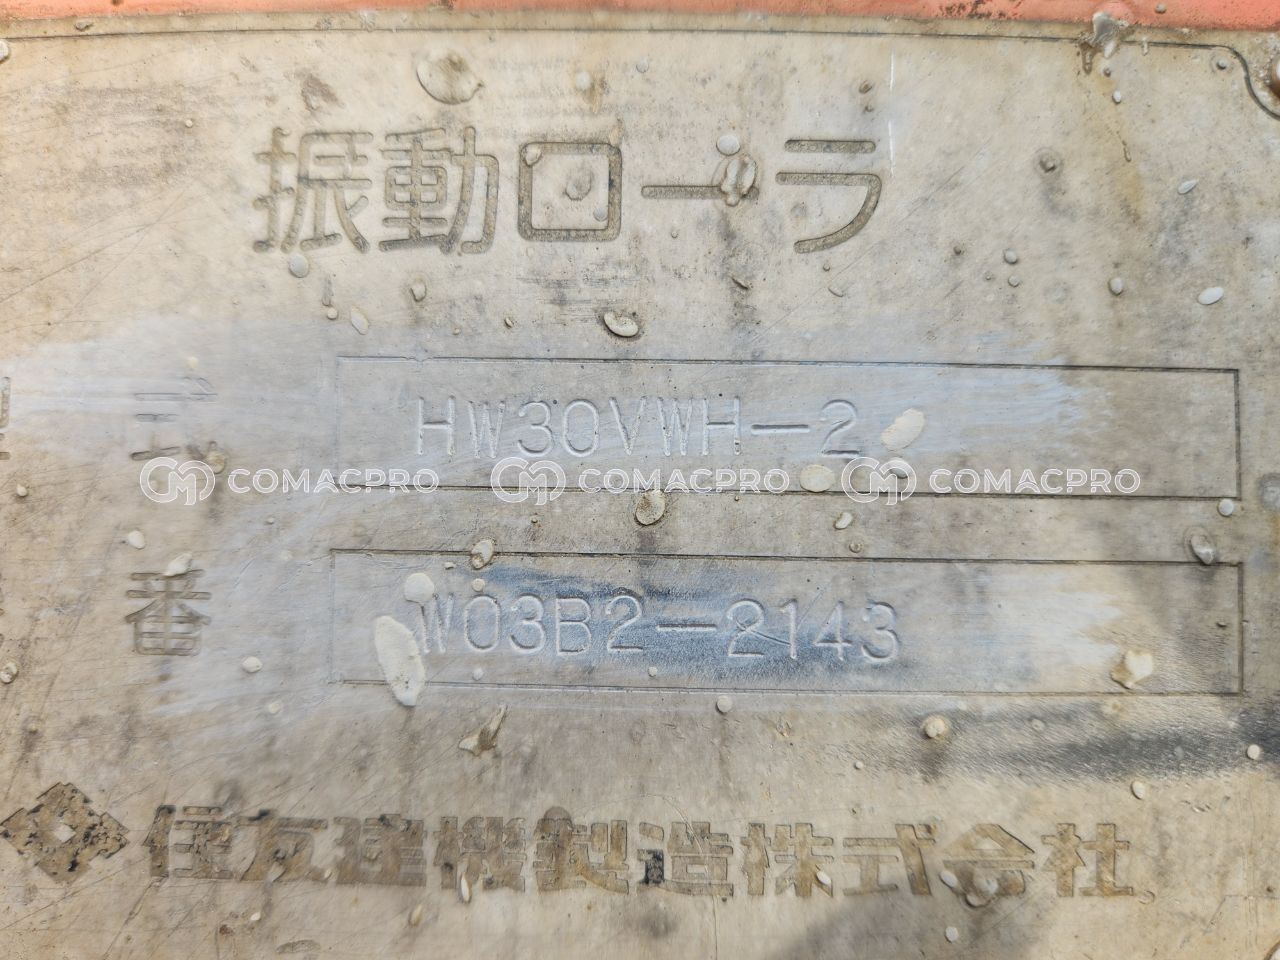 振動ローラ
式 HW30VWH-2
番 W03B2-2143
住友建機製造株式会社
COMACPRO COMACPRO COMACPRO